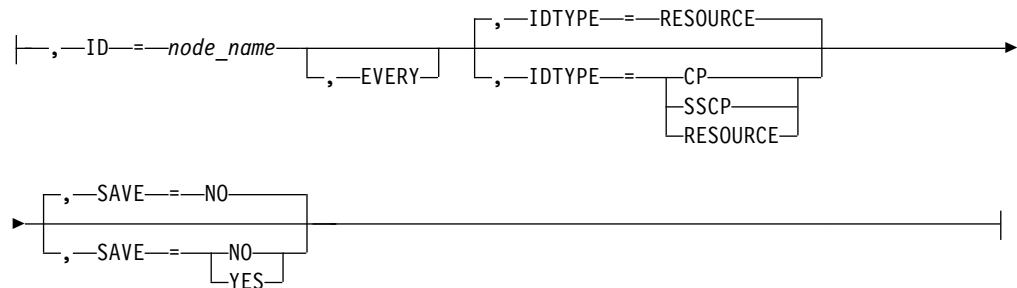 , IDTYPE = RESOURCE
, ID = node_name
, EVERY , IDTYPE = CP
SSCP
RESOURCE
, SAVE = NO
, SAVE = NO
YES